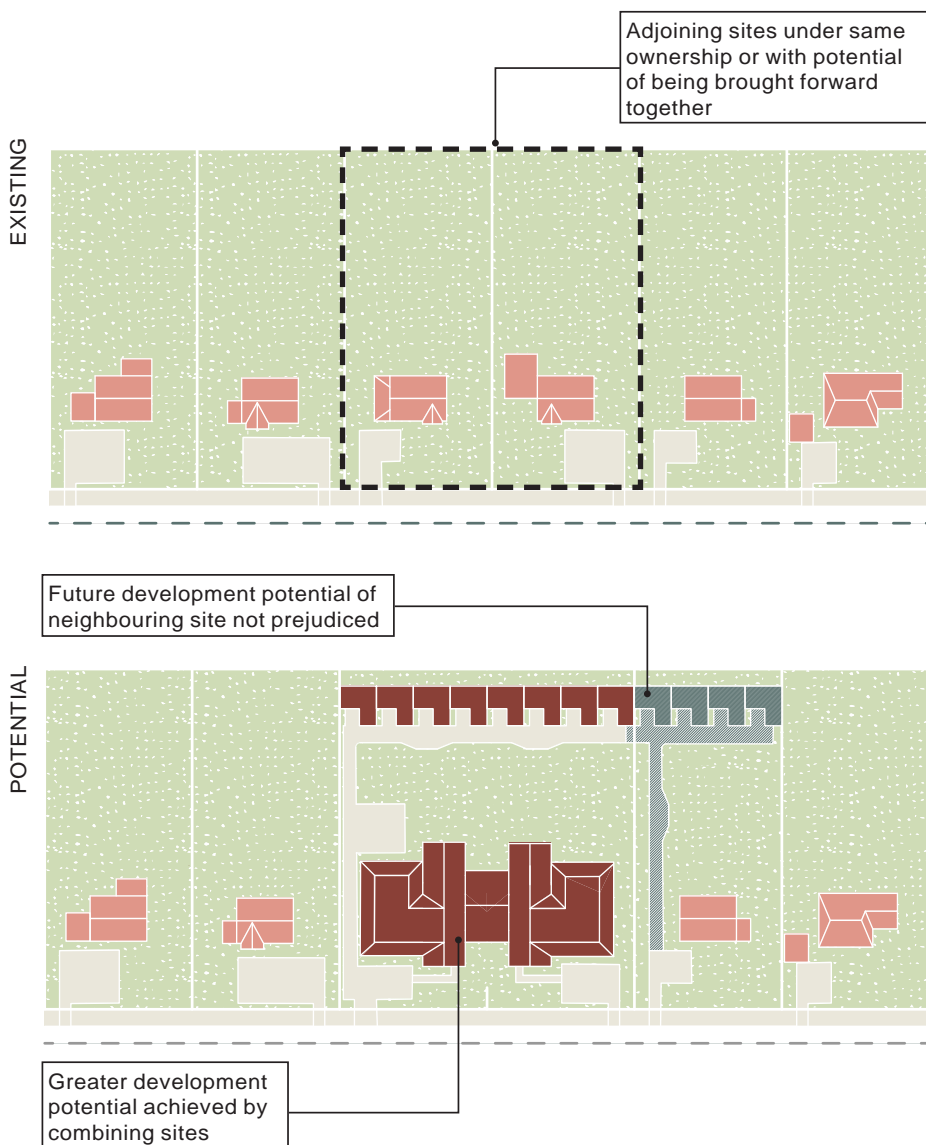 Adjoining sites under same
ownership or with potential
of being brought forward
together
EXISTING
Future development potential of
neighbouring site not prejudiced
POTENTIAL
Greater development
potential achieved by
combining sites